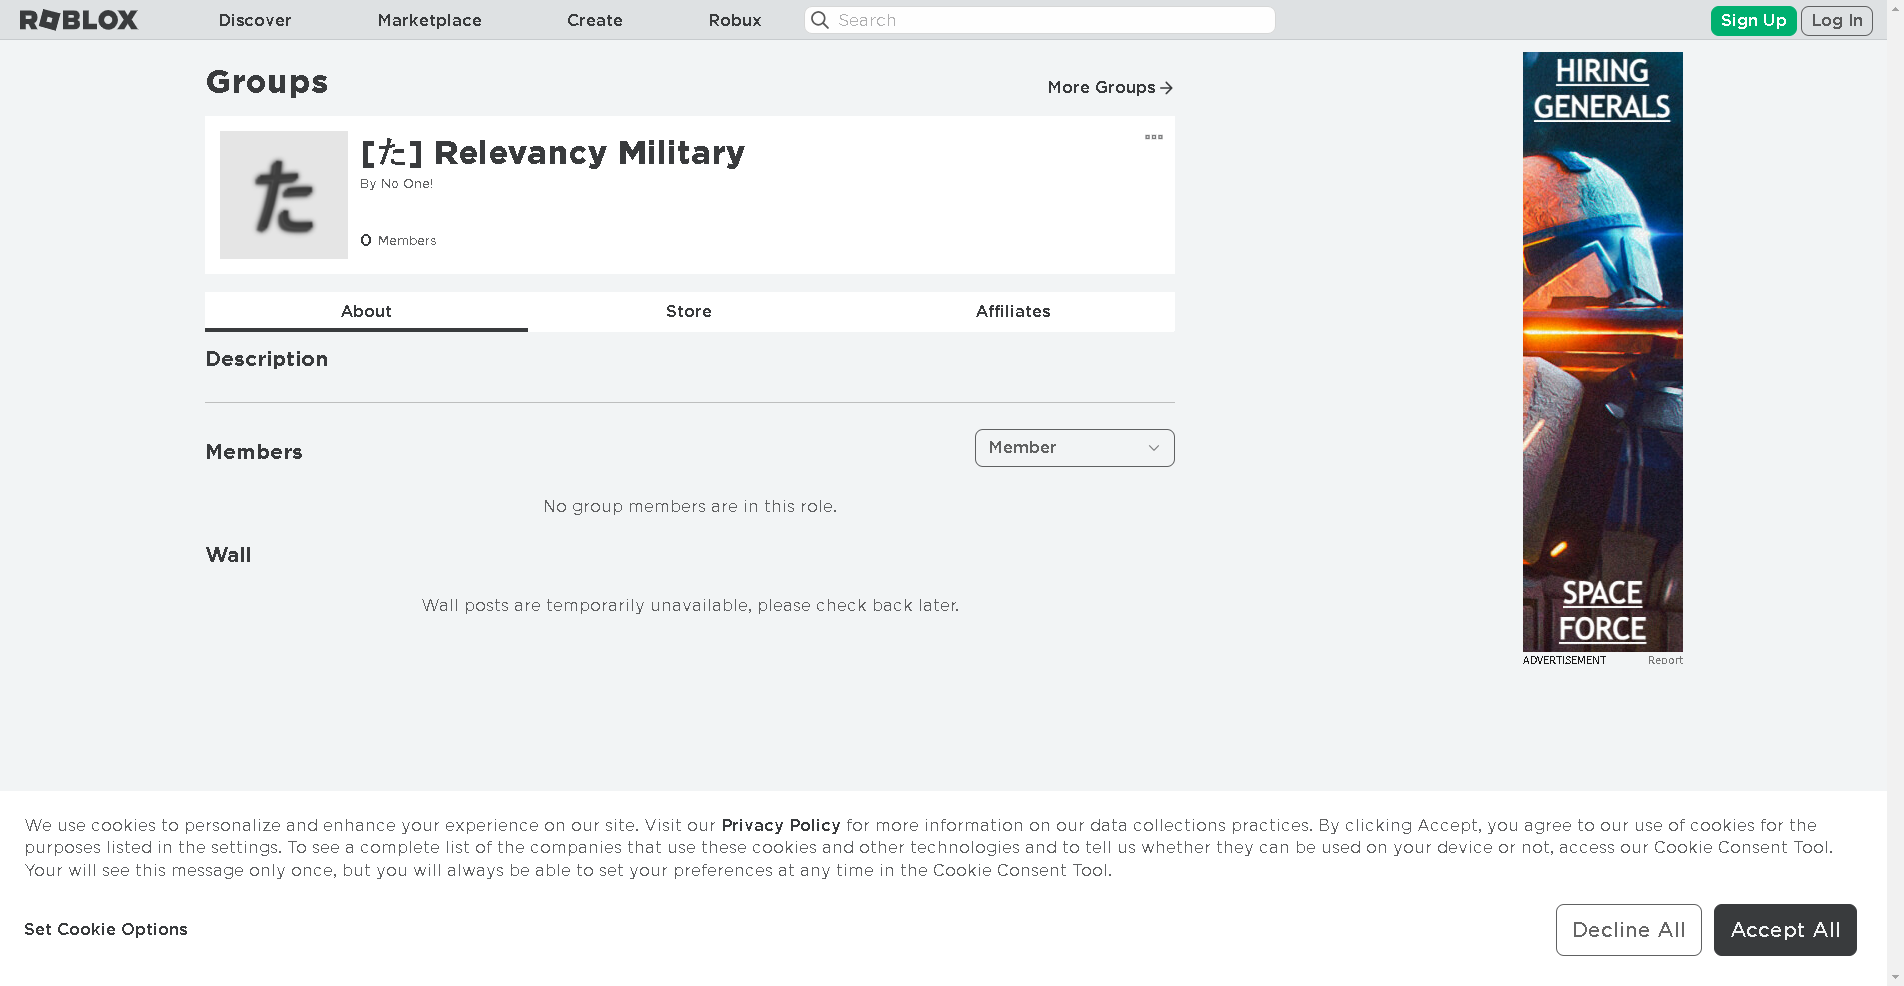 ROBLOX
Discover
Marketplace
Create
Robux
Search
Sign Up
Log In
Groups
More Groups
た
[た] Relevancy Military
By No One!
0 Members
About
Store
Affiliates
Description
Members
Member
No group members are in this role.
Wall
Wall posts are temporarily unavailable, please check back later.
HIRING
GENERALS
SPACE
FORCE
ADVERTISEMENT
Report
We use cookies to personalize and enhance your experience on our site. Visit our Privacy Policy for more information on our data collections practices. By clicking Accept, you agree to our use of cookies for the
purposes listed in the settings. To see a complete list of the companies that use these cookies and other technologies and to tell us whether they can be used on your device or not, access our Cookie Consent Tool.
Your will see this message only once, but you will always be able to set your preferences at any time in the Cookie Consent Tool.
Set Cookie Options
Decline All
Accept All